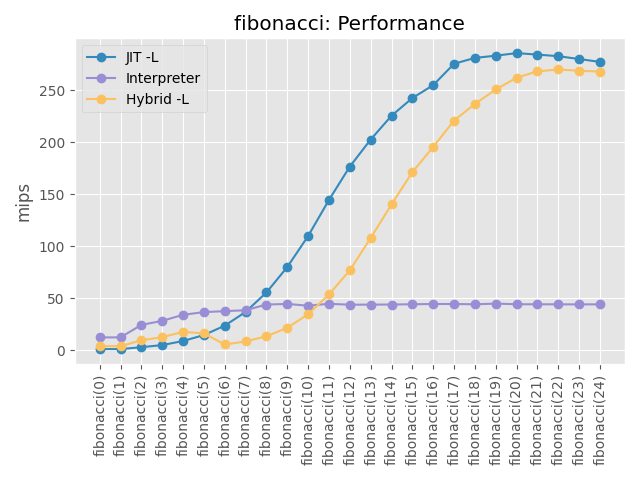 fibonacci: Performance
JIT -L
Interpreter
Hybrid -L
mips
250
200
150
100
50
0
fibonacci(0)
fibonacci(1)
fibonacci(2)
fibonacci(3)
fibonacci(4)
fibonacci(5)
fibonacci(6)
fibonacci(7)
fibonacci(8)
fibonacci(9)
fibonacci(10)
fibonacci(11)
fibonacci(12)
fibonacci(13)
fibonacci(14)
fibonacci(15)
fibonacci(16)
fibonacci(17)
fibonacci(18)
fibonacci(19)
fibonacci(20)
fibonacci(21)
fibonacci(22)
fibonacci(23)
fibonacci(24)